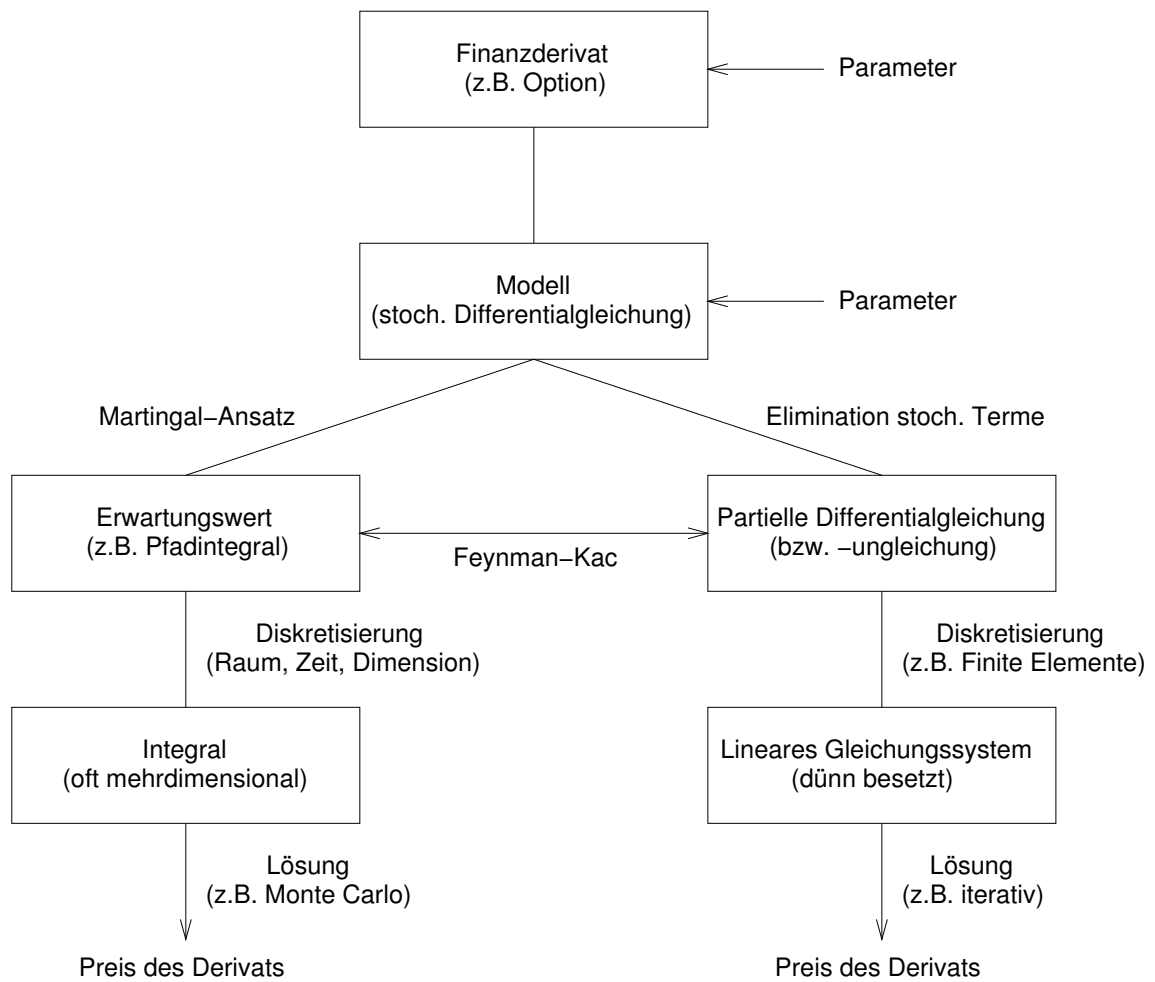 Finanzderivat
(z.B. Option)
Parameter
Modell
(stoch. Differentialgleichung)
Parameter
Martingal−Ansatz
Elimination stoch. Terme
Erwartungswert
(z.B. Pfadintegral)
Feynman−Kac
Partielle Differentialgleichung
(bzw. −ungleichung)
Diskretisierung
(Raum, Zeit, Dimension)
Diskretisierung
(z.B. Finite Elemente)
Integral
(oft mehrdimensional)
Lineares Gleichungssystem
(dünn besetzt)
Lösung
(z.B. Monte Carlo)
Lösung
(z.B. iterativ)
Preis des Derivats
Preis des Derivats